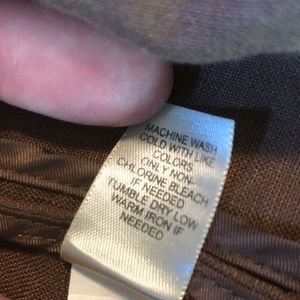 MACHINE WASH
COLD WITH LIKE
COLORS
ONLY NON-
CHLORINE BLEACH
IF NEEDED
TUMBLE DRY LOW
WARM IRON IF
NEEDED